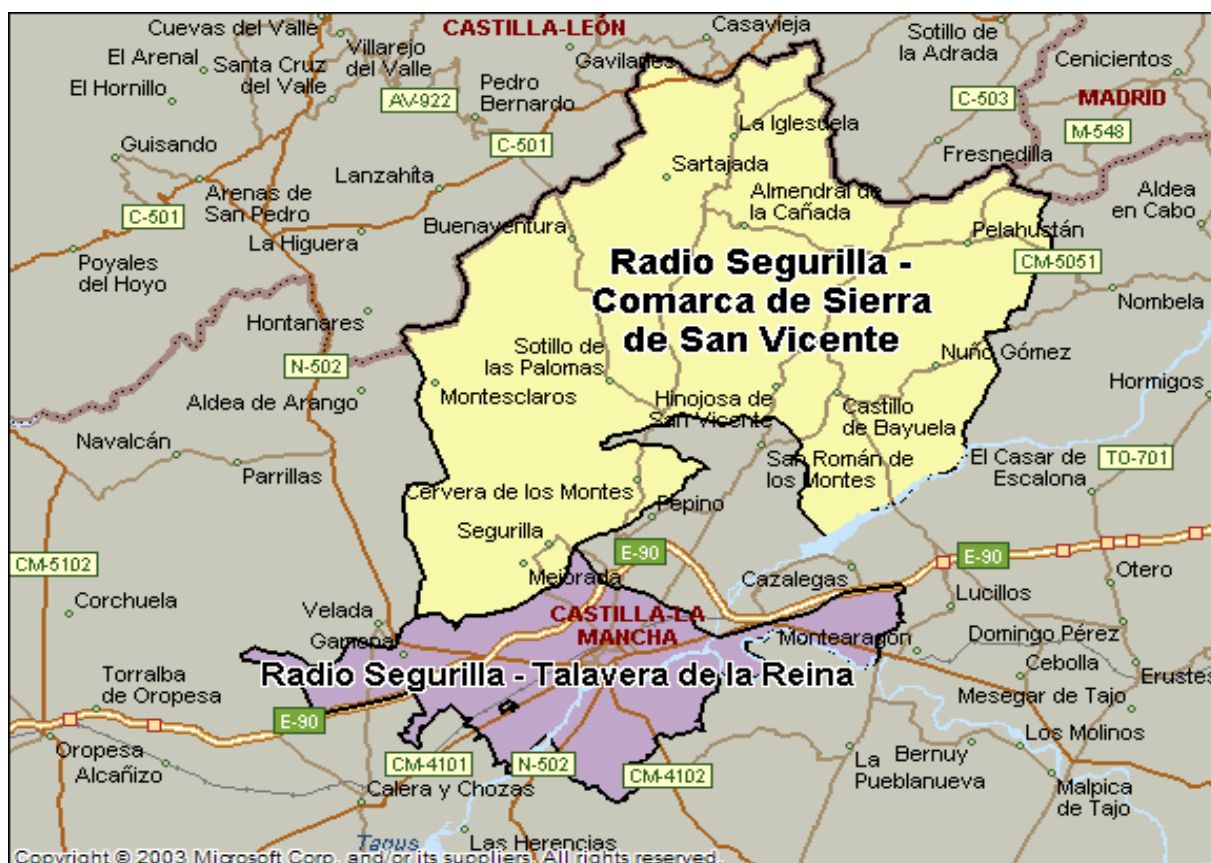 Cuevas del Valle
CASTILLA-LEÓN
Casavieja
Sotillo de
la Adrada
El Arenal
Villarejo
del Valle
Gavilanes
Cenicientos
Santa Cruz
del Valle
El Hornillo
AV-922
Pedro
Bernardo
C-503
MADRID
M-548
C-501
La Iglesuela
Guisando
Sartajada
Fresnedilla
Lanzahíta
Arenas de
San Pedro
Almendral de
la Cañada
Aldea
en Cabo
C-501
Buenaventura
La Higuera
Pelahustán
Poyales
del Hoyo
CM-5051
Radio Segurilla -
Comarca de Sierra
de San Vicente
Nombela
Hontanares
Sotillo de
las Palomas
Nuño Gómez
N-502
Montesclaros
Hormigos
Aldea de Arango
Hinojosa de
San Vicente
Castillo
de Bayuela
Navalcán
Parrillas
San Román de
los Montes
El Casar de
Escalona
TO-701
Cervera de los Montes
Pepino
Segurilla
E-90
E-90
CM-5102
Mejorada
Cazalegas
Otero
Corchuela
Velada
CASTILLA-LA
MANCHA
Lucillos
Gamonal
Montearagón
Domingo Pérez
Cebolla
Radio Segurilla - Talavera de la Reina
Erustes
Torralba
de Oropesa
Mesegar de Tajo
E-90
Oropesa
Alcañizo
CM-4101
N-502
CM-4102
La
Pueblanueva
Bernuy
Los Molinos
Calera y Chozas
Malpica
de Tajo
Tagus
Las Herencias
Copyright © 2003 Microsoft Corp. and/or its suppliers. All rights reserved.